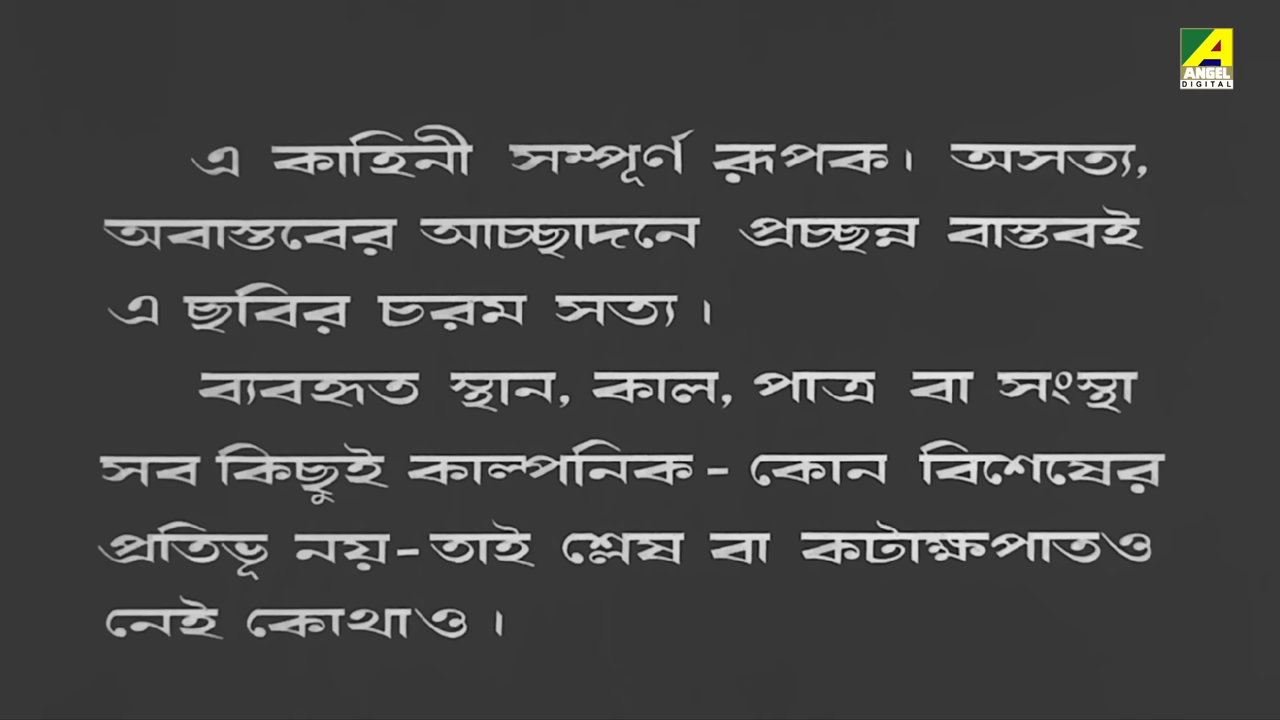 ANGEL
DIGITAL
এ কাহিনী সম্পূর্ণ রূপক। অসত্য,
অবাস্তবের আচ্ছাদনে প্রচ্ছন্ন বাস্তবই
এ ছবির চরম সত্য।
ব্যবহৃত স্থান, কাল, পাত্র বা সংস্থা
সব কিছুই কাল্পনিক - কোন বিশেষের
প্রতিভূ নয়-তাই শ্লেষ বা কটাক্ষপাতও
নেই কোথাও।